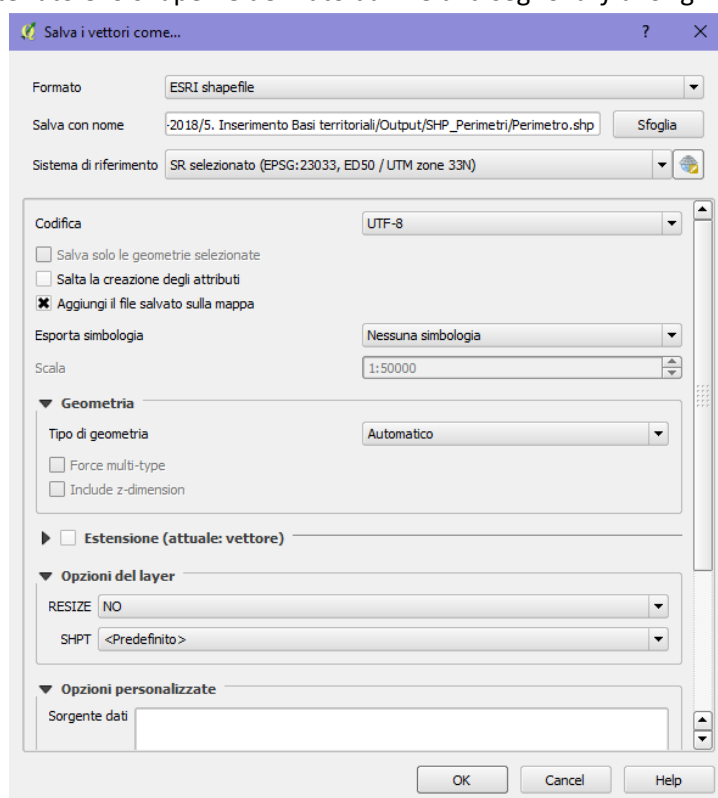 Salva i vettori come...
?
Formato
ESRI shapefile
Salva con nome
-2018/5. Inserimento Basi territoriali/Output/SHP_Perimetri/Perimetro.shp
Sfoglia
Sistema di riferimento
SR selezionato (EPSG:23033, ED50 / UTM zone 33N)
Codifica
UTF-8
Salva solo le geometrie selezionate
Salta la creazione degli attributi
Aggiungi il file salvato sulla mappa
Esporta simbologia
Nessuna simbologia
Scala
1:50000
Geometria
Tipo di geometria
Automatico
Force multi-type
Include z-dimension
Estensione (attuale: vettore)
Opzioni del layer
RESIZE
NO
SHPT
<Predefinito>
Opzioni personalizzate
Sorgente dati
OK
Cancel
Help